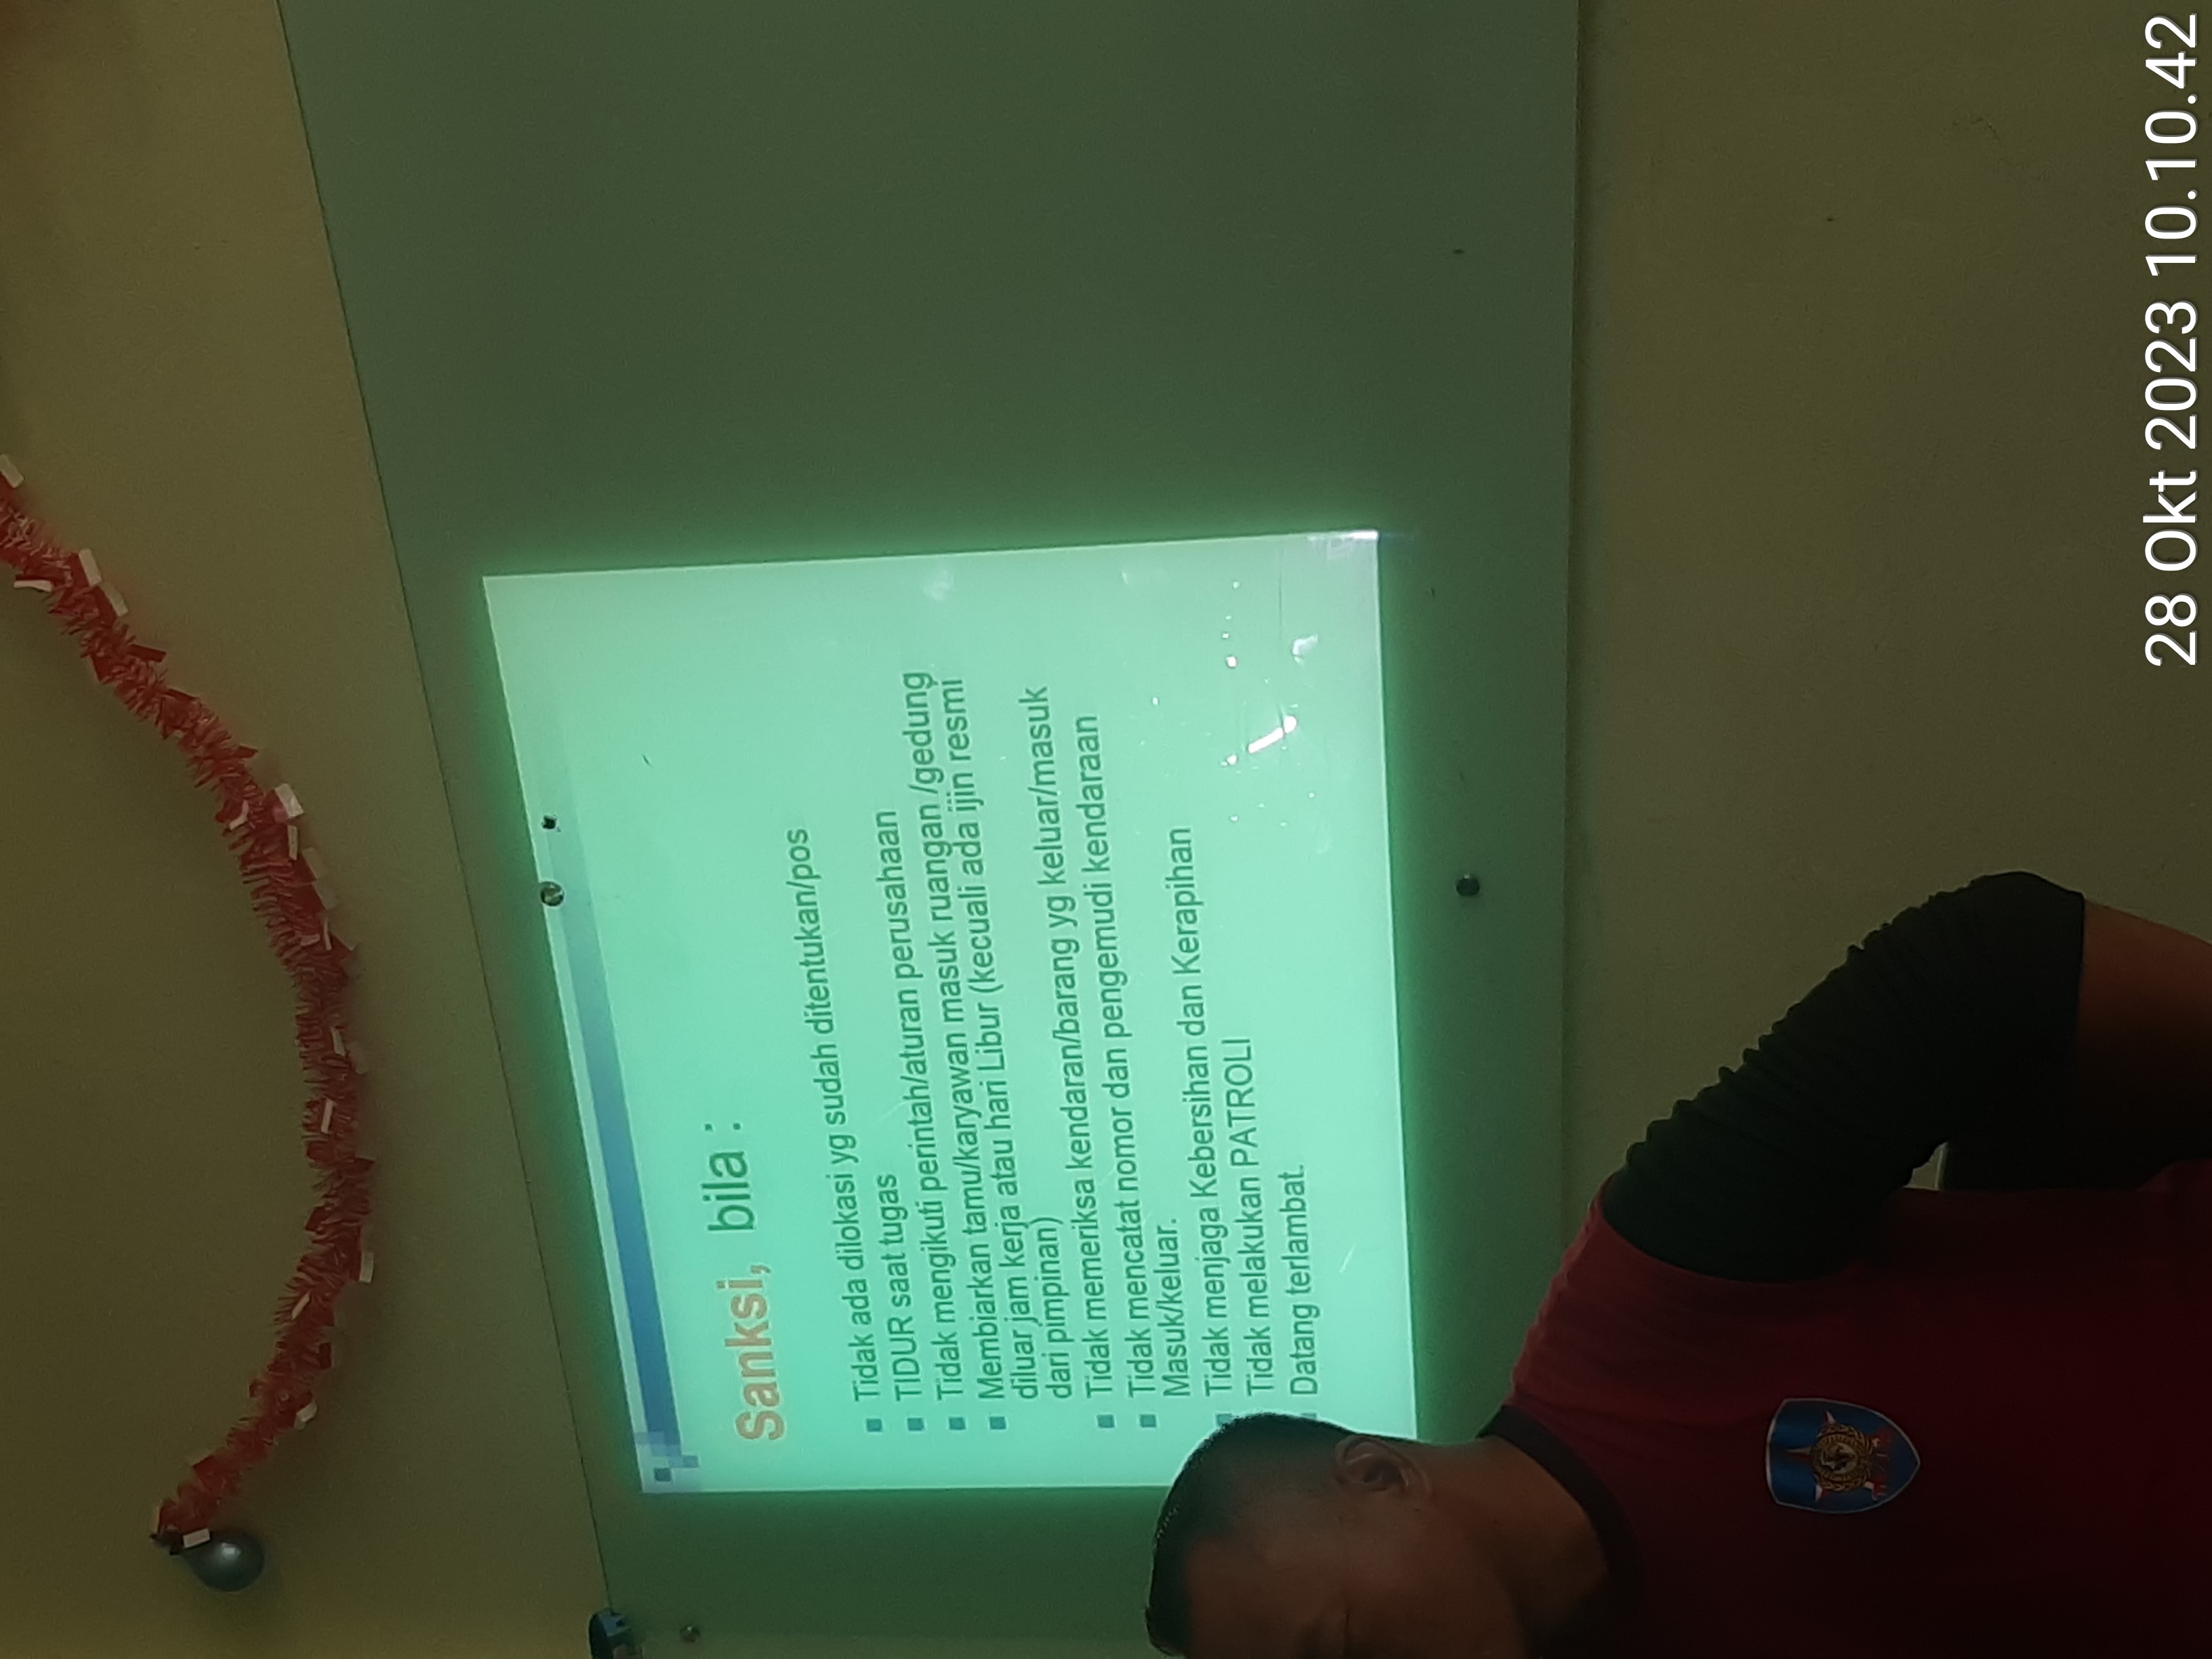 Sanksi, bila :
Tidak ada dilokasi yg sudah ditentukan/pos
TIDUR saat tugas
Tidak mengikuti perintah/aturan perusahaan
Membiarkan tamu/karyawan masuk ruangan /gedung
diluar jam kerja atau hari Libur (kecuali ada ijin resmi
dari pimpinan)
Tidak memeriksa kendaran/barang yg keluar/masuk
Tidak mencatat nomor dan pengemudi kendaraan
Masuk/keluar.
Tidak menjaga Kebersihan dan Kerapihan
Tidak melakukan PATROLI
Datang terlambat.
28 Okt 2023 10.10.42